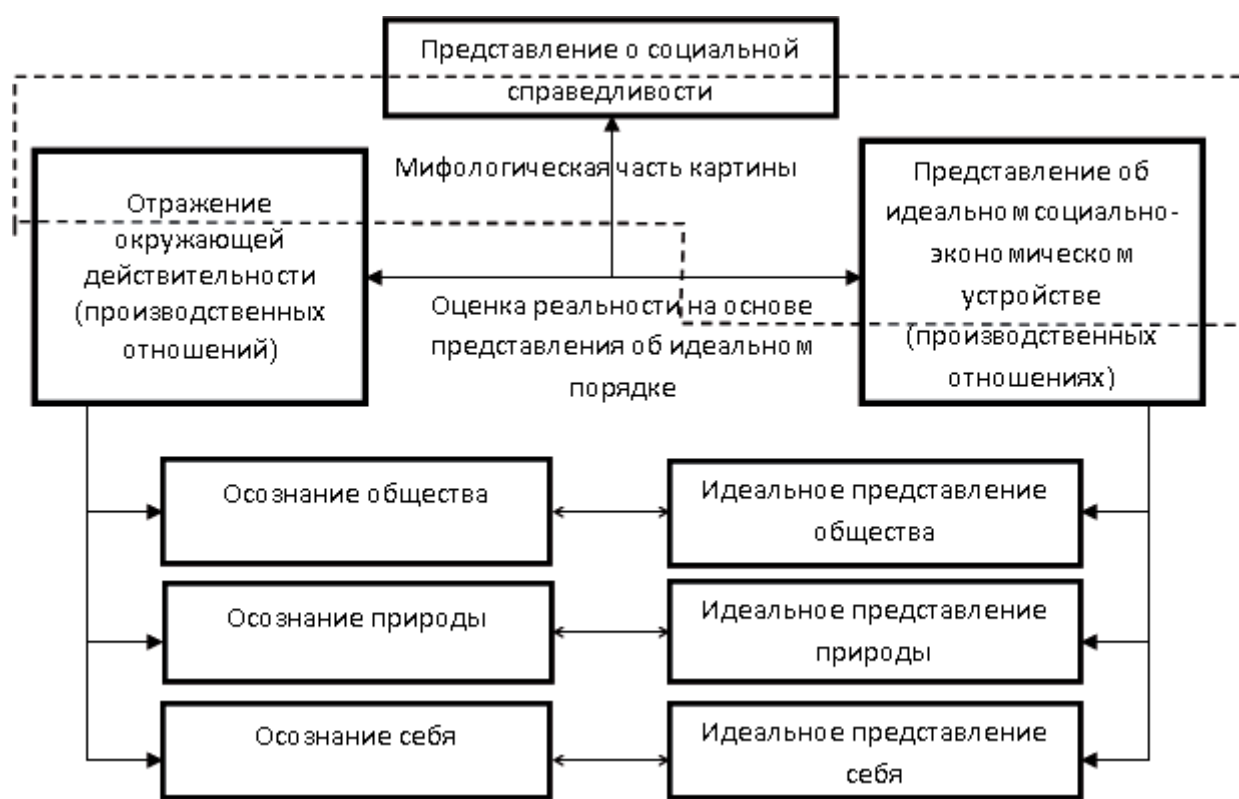 Представление о социальной
справедливости
Мифологическая часть картины
Отражение
окружающей
действительности
(производственных
отношений)
Представление об
идеальном социально-
экономическом
устройстве
(производственных
отношениях)
Оценка реальности на основе
представления об идеальном
порядке
Осознание общества
Идеальное представление
общества
Осознание природы
Идеальное представление
природы
Осознание себя
Идеальное представление
себя